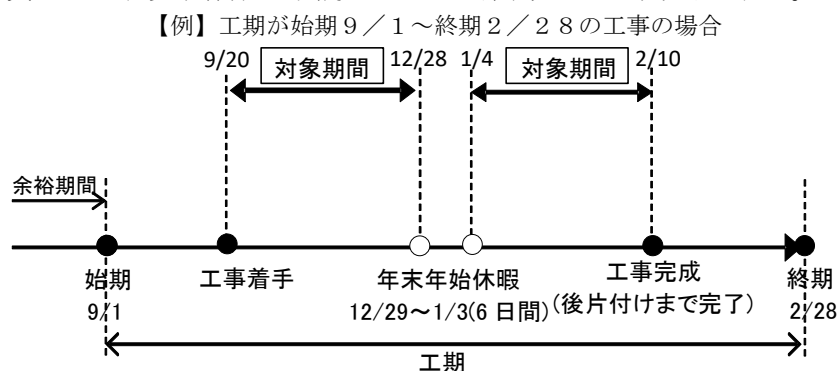 【例】工期が始期９／１～終期２／２８の工事の場合
9/20 対象期間 12/28 1/4 対象期間 2/10
余裕期間
始期 工事着手 年末年始休暇 工事完成 終期
9/1 12/29～1/3(6日間) (後片付けまで完了) 2/28
工期